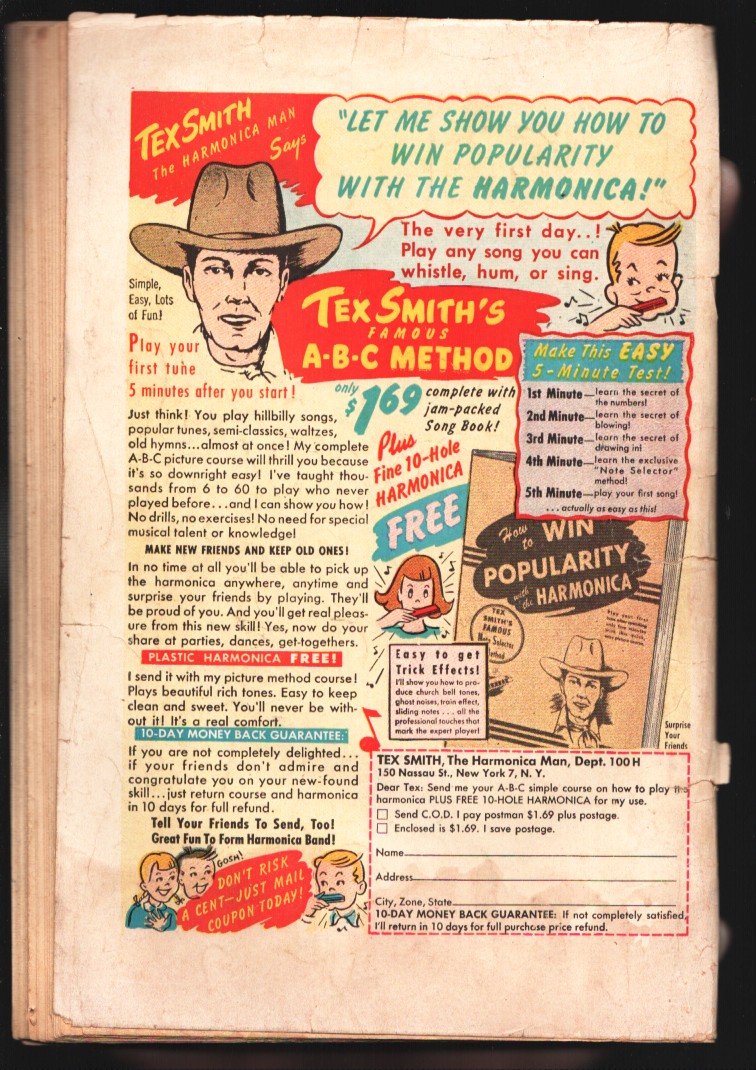 TEX SMITH
The HARMONICA MAN
Says
"LET ME SHOW YOU HOW TO
WIN POPULARITY
WITH THE HARMONICA!"
The very first day..!
Play any song you can
whistle, hum, or sing.
Simple,
Easy, Lots
of Fun!
Play your
first tune
5 minutes after you start!
TEX SMITH'S
FAMOUS
A-B-C METHOD
only
$1.69
complete with
jam-packed
Song Book!
Plus
Fine 10-Hole
HARMONICA
FREE
Make This EASY
5-Minute Test!
1st Minute—learn the secret of
the numbers!
2nd Minute—learn the secret of
blowing!
3rd Minute—learn the secret of
drawing in!
4th Minute—learn the exclusive
"Note Selector"
method!
5th Minute—play your first song!
...actually as easy as this!
Just think! You play hillbilly songs,
popular tunes, semi-classics, waltzes,
old hymns...almost at once! My complete
A-B-C picture course will thrill you because
it's so downright easy! I've taught thou-
sands from 6 to 60 to play who never
played before...and I can show you how!
No drills, no exercises! No need for special
musical talent or knowledge!
MAKE NEW FRIENDS AND KEEP OLD ONES!
In no time at all you'll be able to pick up
the harmonica anywhere, anytime and
surprise your friends by playing. They'll
be proud of you. And you'll get real pleas-
ure from this new skill! Yes, now do your
share at parties, dances, get-togethers.
PLASTIC HARMONICA FREE!
I send it with my picture method course!
Plays beautiful rich tones. Easy to keep
clean and sweet. You'll never be with-
out it! It's a real comfort.
10-DAY MONEY BACK GUARANTEE:
If you are not completely delighted...
if your friends don't admire and
congratulate you on your new-found
skill...just return course and harmonica
in 10 days for full refund.
Tell Your Friends To Send, Too!
Great Fun To Form Harmonica Band!
GOSH!
DON'T RISK
A CENT—JUST MAIL
COUPON TODAY!
How
to
WIN
POPULARITY
with the HARMONICA
TEX
SMITH'S
FAMOUS
Note Selector
Method
Easy to get
Trick Effects!
I'll show you how to pro-
duce church bell tones,
ghost noises, train effect,
sliding notes...all the
professional touches that
mark the expert player!
Surprise
Your
Friends
TEX SMITH, The Harmonica Man, Dept. 100 H
150 Nassau St., New York 7, N. Y.
Dear Tex: Send me your A-B-C simple course on how to play
harmonica PLUS FREE 10-HOLE HARMONICA for my use.
Send C.O.D. I pay postman $1.69 plus postage.
Enclosed is $1.69. I save postage.
Name
Address
City, Zone, State
10-DAY MONEY BACK GUARANTEE: If not completely satisfied,
I'll return in 10 days for full purchase price refund.